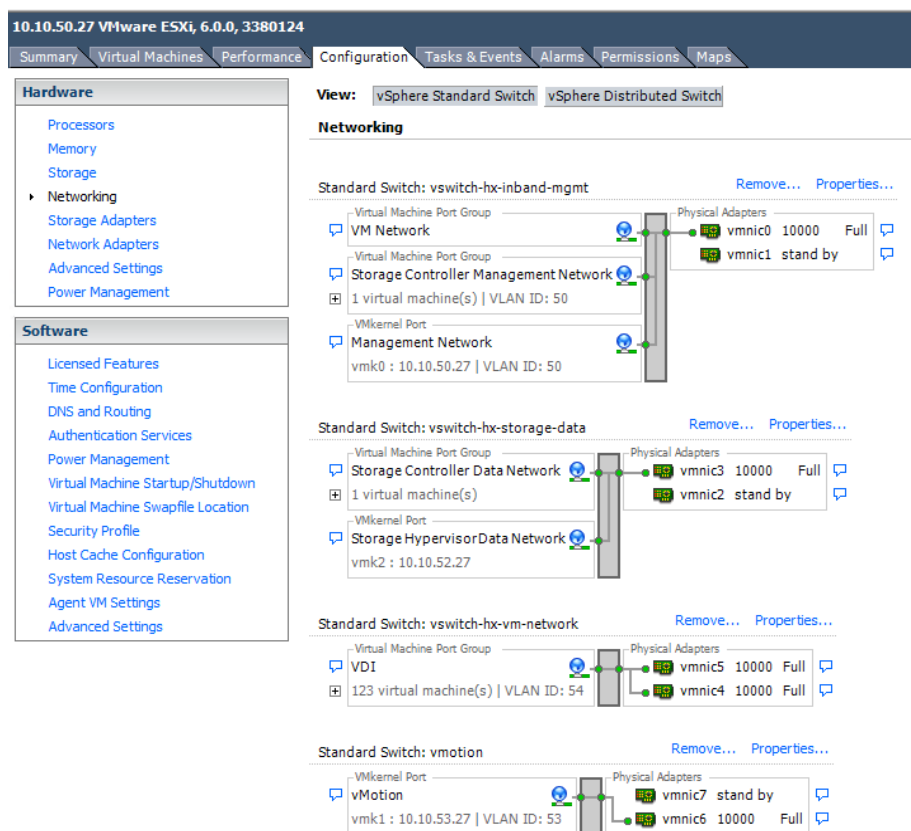 10.10.50.27 VMware ESXi, 6.0.0, 3380124
Summary Virtual Machines Performance Configuration Tasks & Events Alarms Permissions Maps
Hardware
Processors
Memory
Storage
Networking
Storage Adapters
Network Adapters
Advanced Settings
Power Management
Software
Licensed Features
Time Configuration
DNS and Routing
Authentication Services
Power Management
Virtual Machine Startup/Shutdown
Virtual Machine Swapfile Location
Security Profile
Host Cache Configuration
System Resource Reservation
Agent VM Settings
Advanced Settings
View: vSphere Standard Switch vSphere Distributed Switch
Networking
Standard Switch: vswitch-hx-inband-mgmt Remove... Properties...
Virtual Machine Port Group Physical Adapters
VM Network vmnic0 10000 Full
Virtual Machine Port Group vmnic1 stand by
Storage Controller Management Network
1 virtual machine(s) | VLAN ID: 50
VMkernel Port
Management Network
vmk0 : 10.10.50.27 | VLAN ID: 50
Standard Switch: vswitch-hx-storage-data Remove... Properties...
Virtual Machine Port Group Physical Adapters
Storage Controller Data Network vmnic3 10000 Full
1 virtual machine(s) vmnic2 stand by
VMkernel Port
Storage Hypervisor Data Network
vmk2 : 10.10.52.27
Standard Switch: vswitch-hx-vm-network Remove... Properties...
Virtual Machine Port Group Physical Adapters
VDI vmnic5 10000 Full
123 virtual machine(s) | VLAN ID: 54 vmnic4 10000 Full
Standard Switch: vmotion Remove... Properties...
VMkernel Port Physical Adapters
vMotion vmnic7 stand by
vmk1 : 10.10.53.27 | VLAN ID: 53 vmnic6 10000 Full